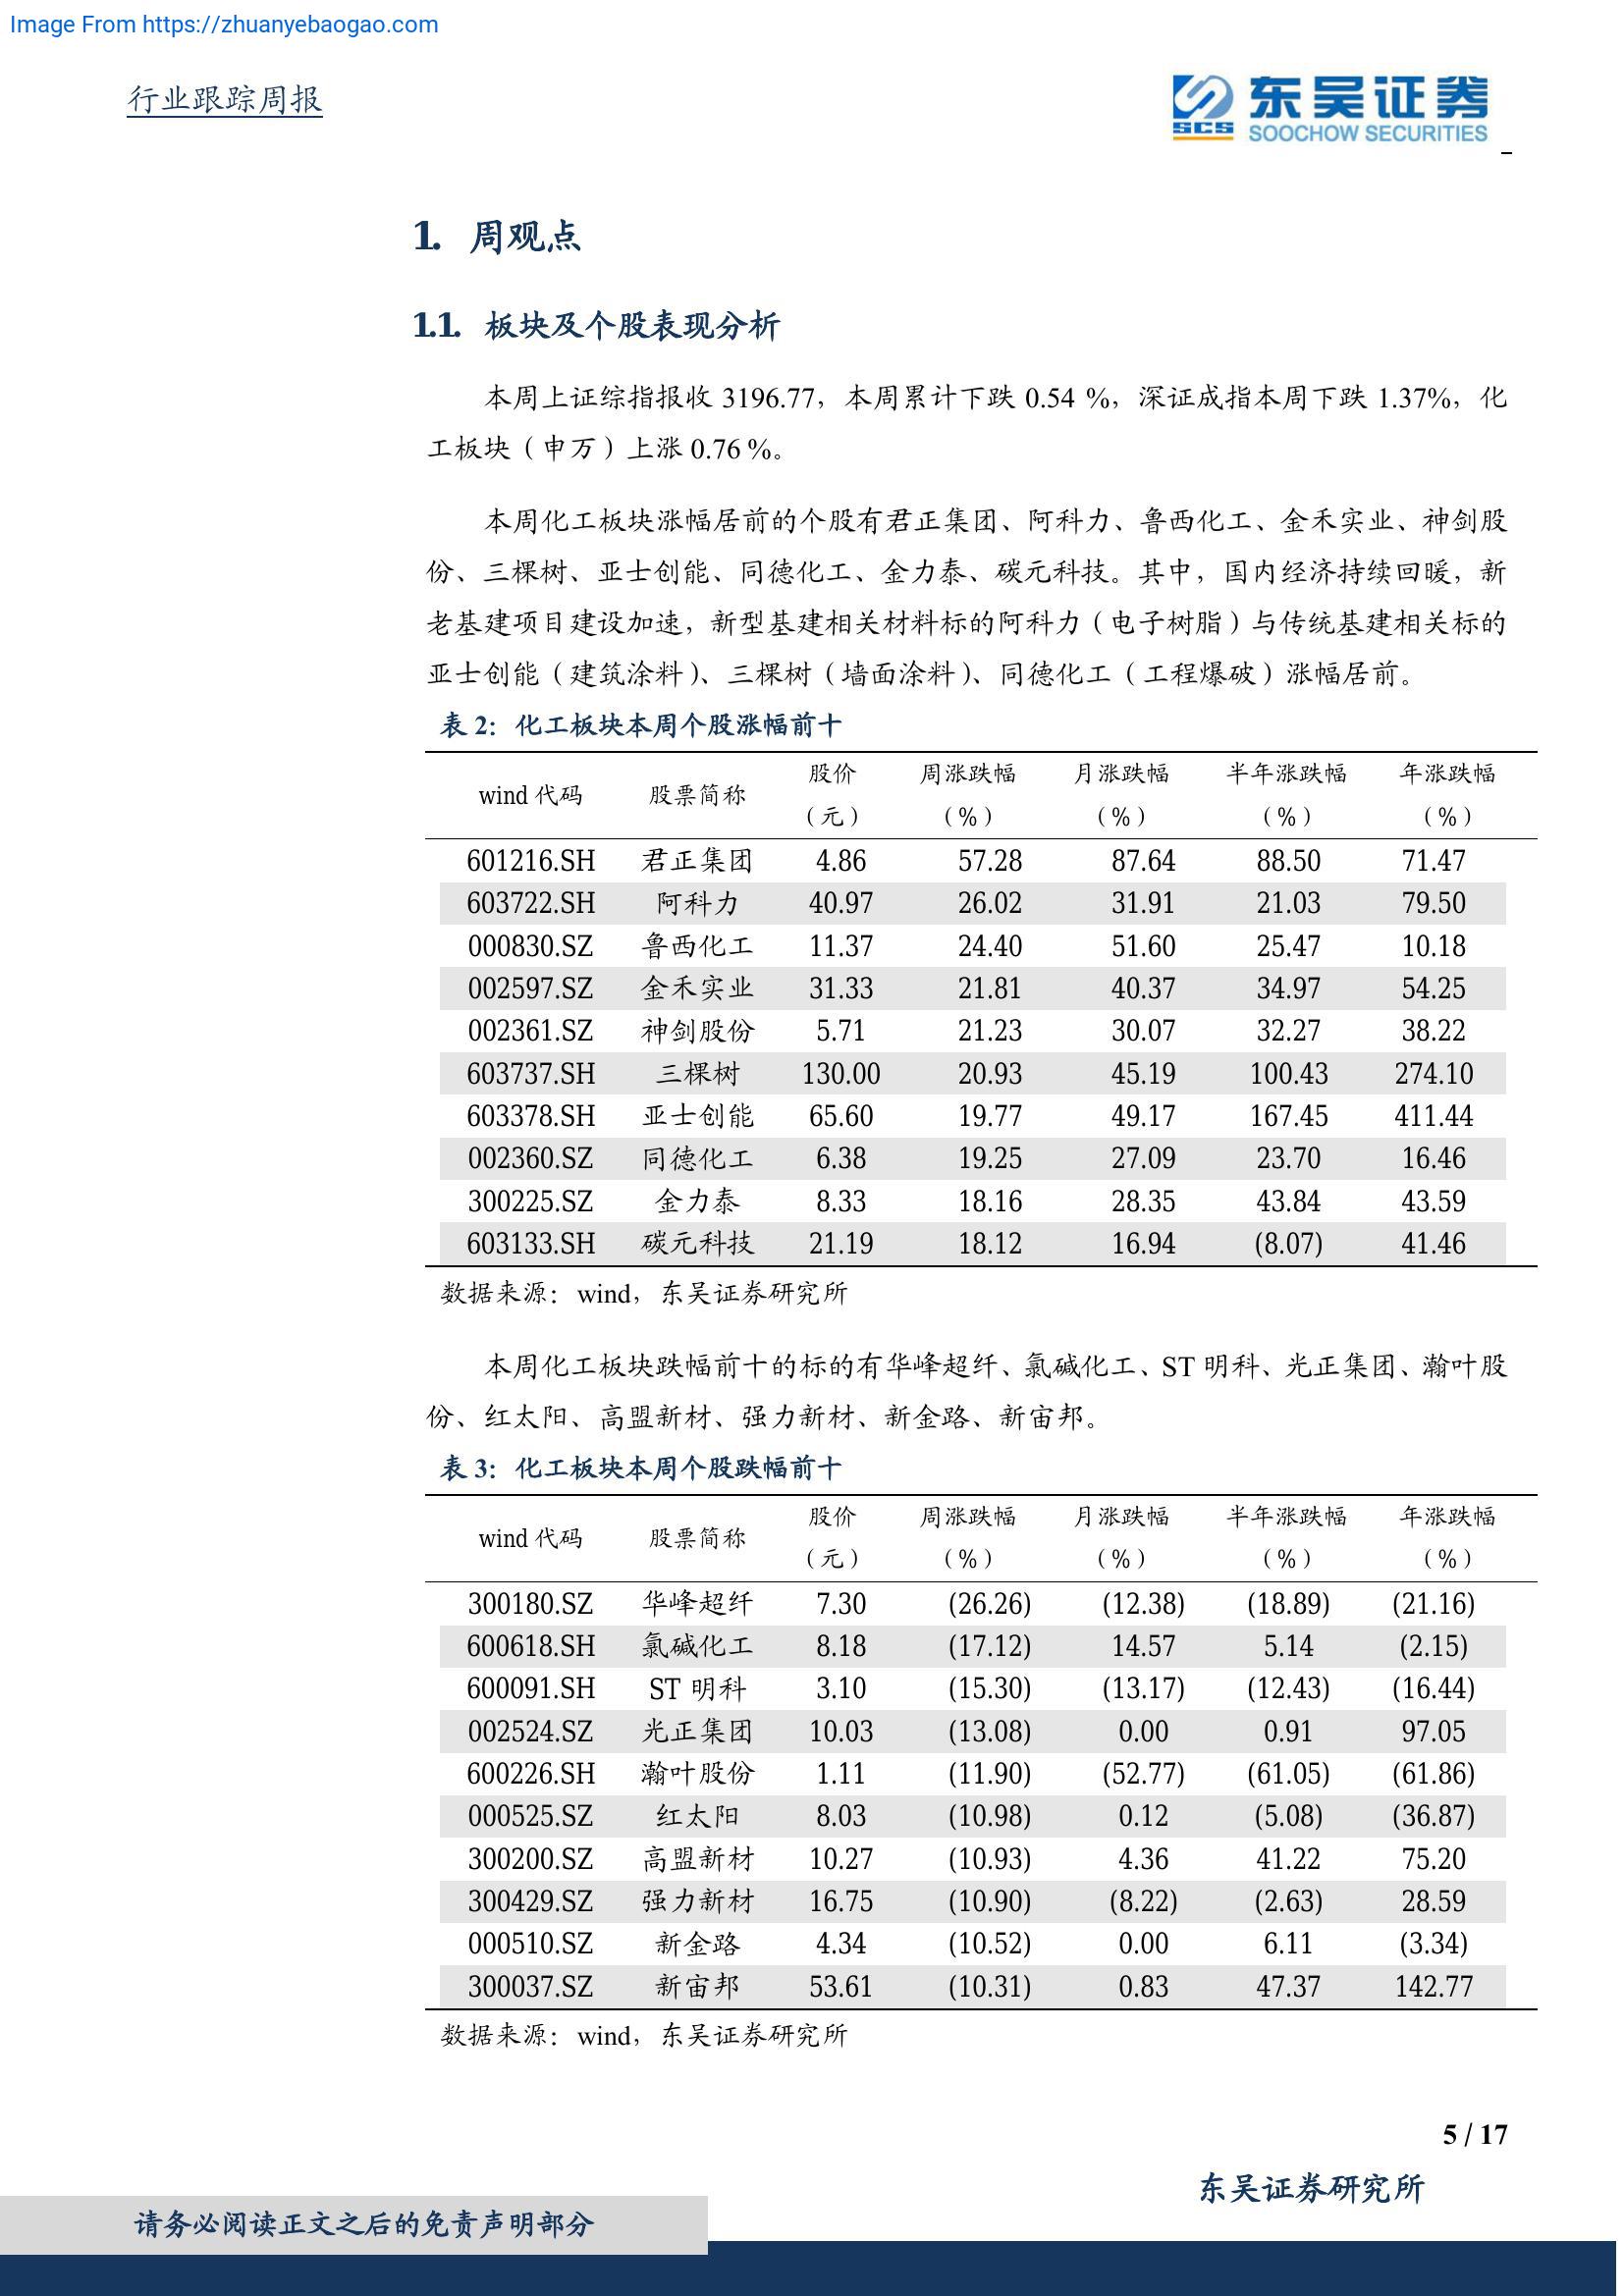 Image From https://zhuanyebaogao.com
行业跟踪周报
SCS 东吴证券
SOOCHOW SECURITIES
1. 周观点
1.1. 板块及个股表现分析
本周上证综指报收 3196.77，本周累计下跌 0.54 %，深证成指本周下跌 1.37%，化
工板块（申万）上涨 0.76 %。
本周化工板块涨幅居前的个股有君正集团、阿科力、鲁西化工、金禾实业、神剑股
份、三棵树、亚士创能、同德化工、金力泰、碳元科技。其中，国内经济持续回暖，新
老基建项目建设加速，新型基建相关材料标的阿科力（电子树脂）与传统基建相关标的
亚士创能（建筑涂料）、三棵树（墙面涂料）、同德化工（工程爆破）涨幅居前。
表 2：化工板块本周个股涨幅前十
wind 代码 股票简称 股价（元） 周涨跌幅（%） 月涨跌幅（%） 半年涨跌幅（%） 年涨跌幅（%）
601216.SH 君正集团 4.86 57.28 87.64 88.50 71.47
603722.SH 阿科力 40.97 26.02 31.91 21.03 79.50
000830.SZ 鲁西化工 11.37 24.40 51.60 25.47 10.18
002597.SZ 金禾实业 31.33 21.81 40.37 34.97 54.25
002361.SZ 神剑股份 5.71 21.23 30.07 32.27 38.22
603737.SH 三棵树 130.00 20.93 45.19 100.43 274.10
603378.SH 亚士创能 65.60 19.77 49.17 167.45 411.44
002360.SZ 同德化工 6.38 19.25 27.09 23.70 16.46
300225.SZ 金力泰 8.33 18.16 28.35 43.84 43.59
603133.SH 碳元科技 21.19 18.12 16.94 (8.07) 41.46
数据来源：wind，东吴证券研究所
本周化工板块跌幅前十的标的有华峰超纤、氯碱化工、ST 明科、光正集团、瀚叶股
份、红太阳、高盟新材、强力新材、新金路、新宙邦。
表 3：化工板块本周个股跌幅前十
wind 代码 股票简称 股价（元） 周涨跌幅（%） 月涨跌幅（%） 半年涨跌幅（%） 年涨跌幅（%）
300180.SZ 华峰超纤 7.30 (26.26) (12.38) (18.89) (21.16)
600618.SH 氯碱化工 8.18 (17.12) 14.57 5.14 (2.15)
600091.SH ST 明科 3.10 (15.30) (13.17) (12.43) (16.44)
002524.SZ 光正集团 10.03 (13.08) 0.00 0.91 97.05
600226.SH 瀚叶股份 1.11 (11.90) (52.77) (61.05) (61.86)
000525.SZ 红太阳 8.03 (10.98) 0.12 (5.08) (36.87)
300200.SZ 高盟新材 10.27 (10.93) 4.36 41.22 75.20
300429.SZ 强力新材 16.75 (10.90) (8.22) (2.63) 28.59
000510.SZ 新金路 4.34 (10.52) 0.00 6.11 (3.34)
300037.SZ 新宙邦 53.61 (10.31) 0.83 47.37 142.77
数据来源：wind，东吴证券研究所
5 / 17
东吴证券研究所
请务必阅读正文之后的免责声明部分